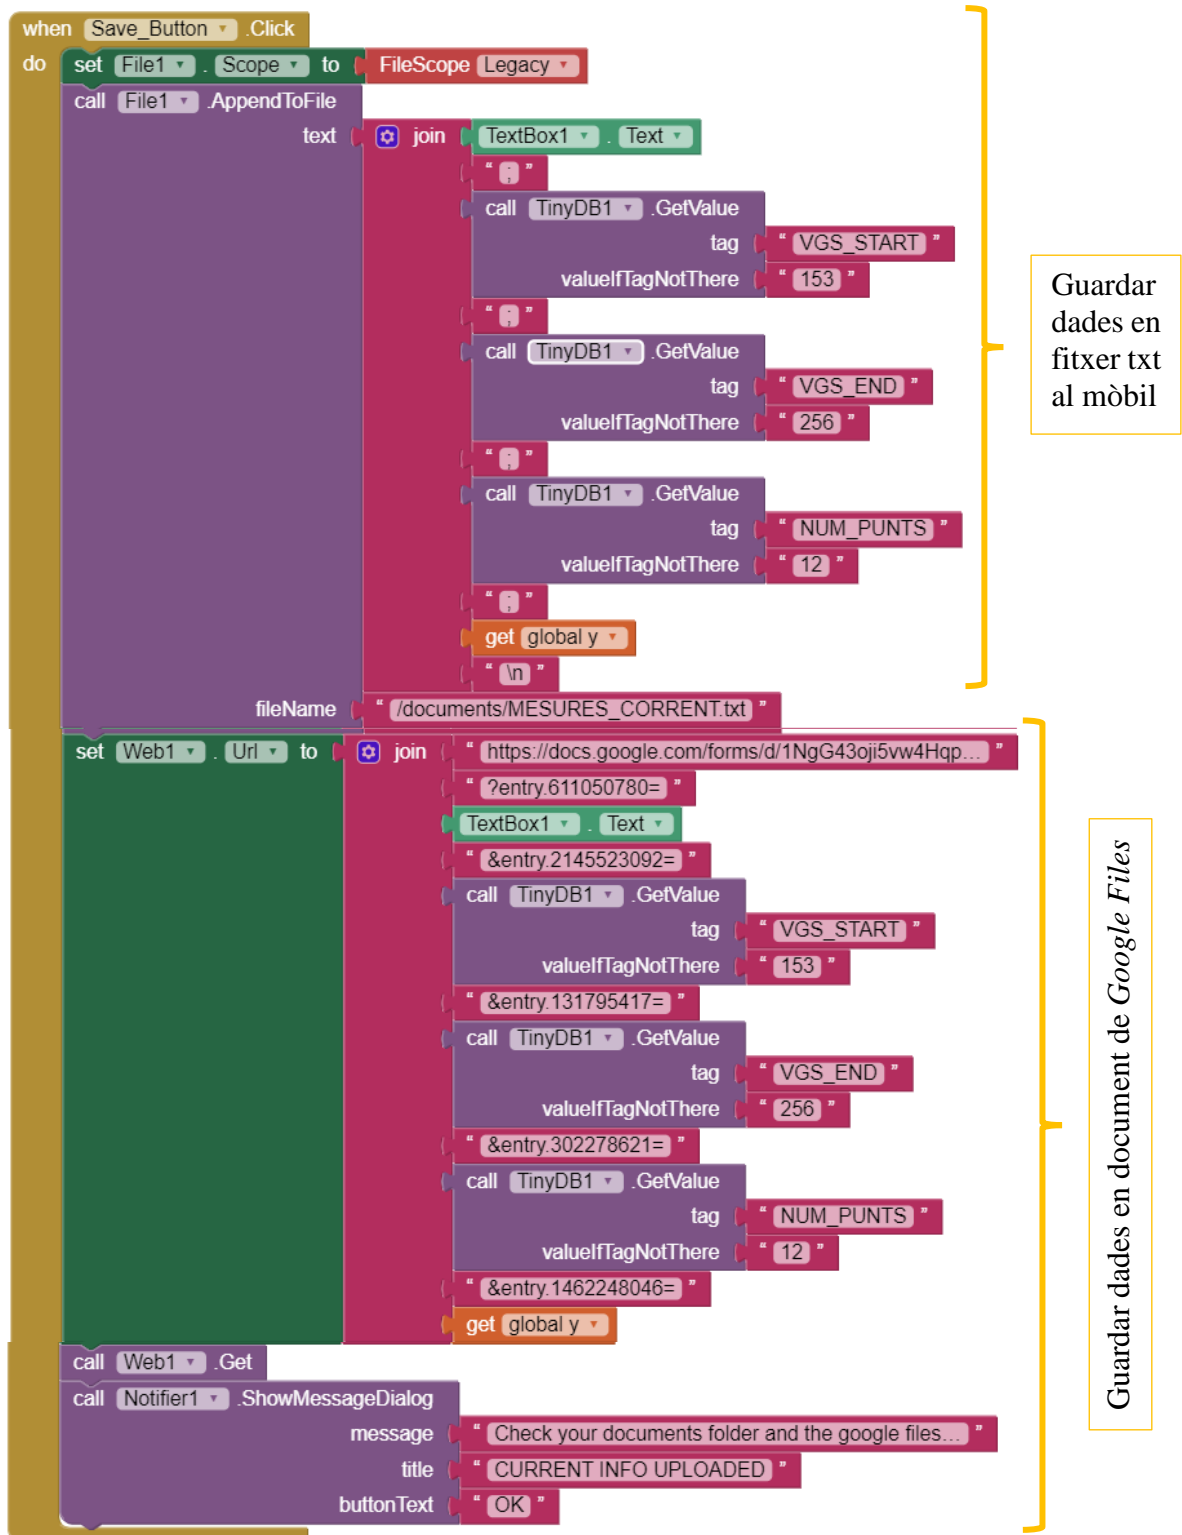 when Save_Button .Click
do set File1 . Scope to FileScope Legacy
call File1 .AppendToFile
text join TextBox1 . Text
" ; "
call TinyDB1 .GetValue
tag " VGS_START "
valueIfTagNotThere " 153 "
" ; "
call TinyDB1 .GetValue
tag " VGS_END "
valueIfTagNotThere " 256 "
" ; "
call TinyDB1 .GetValue
tag " NUM_PUNTS "
valueIfTagNotThere " 12 "
" ; "
get global y
" \n "
fileName " /documents/MESURES_CORRENT.txt "
Guardar
dades en
fitxer txt
al mòbil
set Web1 . Url to join " https://docs.google.com/forms/d/1NgG43oji5vw4Hqp... "
" ?entry.611050780= "
TextBox1 . Text
" &entry.2145523092= "
call TinyDB1 .GetValue
tag " VGS_START "
valueIfTagNotThere " 153 "
" &entry.131795417= "
call TinyDB1 .GetValue
tag " VGS_END "
valueIfTagNotThere " 256 "
" &entry.302278621= "
call TinyDB1 .GetValue
tag " NUM_PUNTS "
valueIfTagNotThere " 12 "
" &entry.1462248046= "
get global y
call Web1 .Get
call Notifier1 .ShowMessageDialog
message " Check your documents folder and the google files... "
title " CURRENT INFO UPLOADED "
buttonText " OK "
Guardar dades en document de Google Files